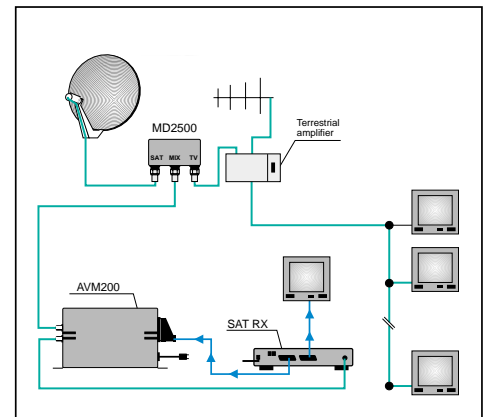 MD2500
SAT MIX TV
Terrestrial
amplifier
AVM200
SAT RX